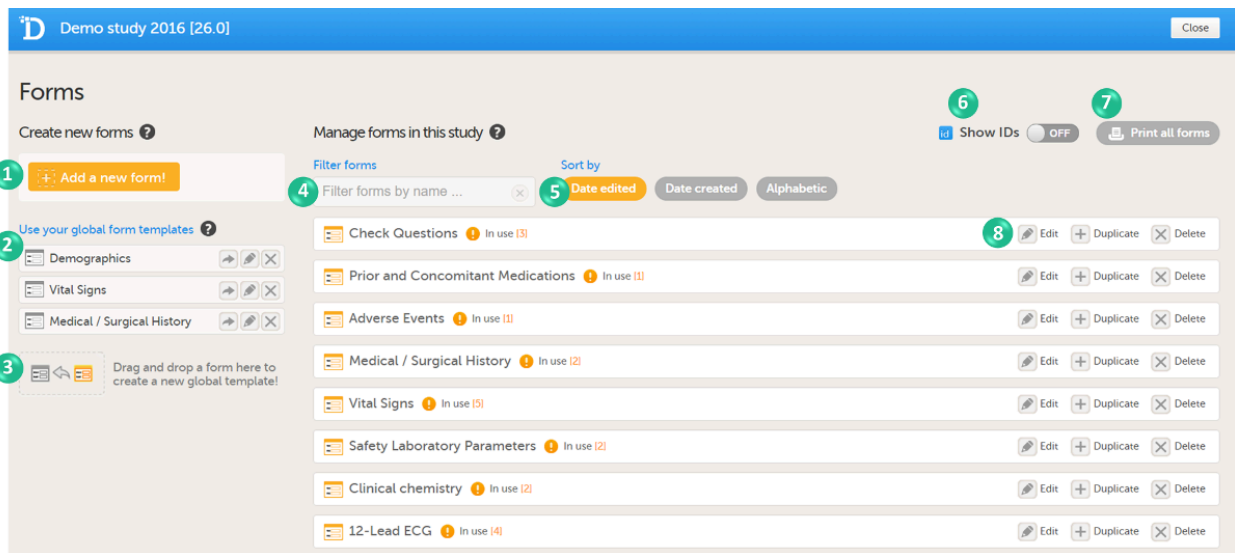 D Demo study 2016 [26.0] Close
Forms
6 7
Create new forms ? Manage forms in this study ? id Show IDs OFF Print all forms
Filter forms Sort by
1 Add a new form! 4 Filter forms by name ... 5 Date edited Date created Alphabetic
Use your global form templates ? Check Questions ! In use [3] 8 Edit Duplicate Delete
2 Demographics
Prior and Concomitant Medications ! In use [1] Edit Duplicate Delete
Vital Signs
Medical / Surgical History Adverse Events ! In use [1] Edit Duplicate Delete
3 Drag and drop a form here to
create a new global template!
Medical / Surgical History ! In use [2] Edit Duplicate Delete
Vital Signs ! In use [5] Edit Duplicate Delete
Safety Laboratory Parameters ! In use [2] Edit Duplicate Delete
Clinical chemistry ! In use [2] Edit Duplicate Delete
12-Lead ECG ! In use [4] Edit Duplicate Delete